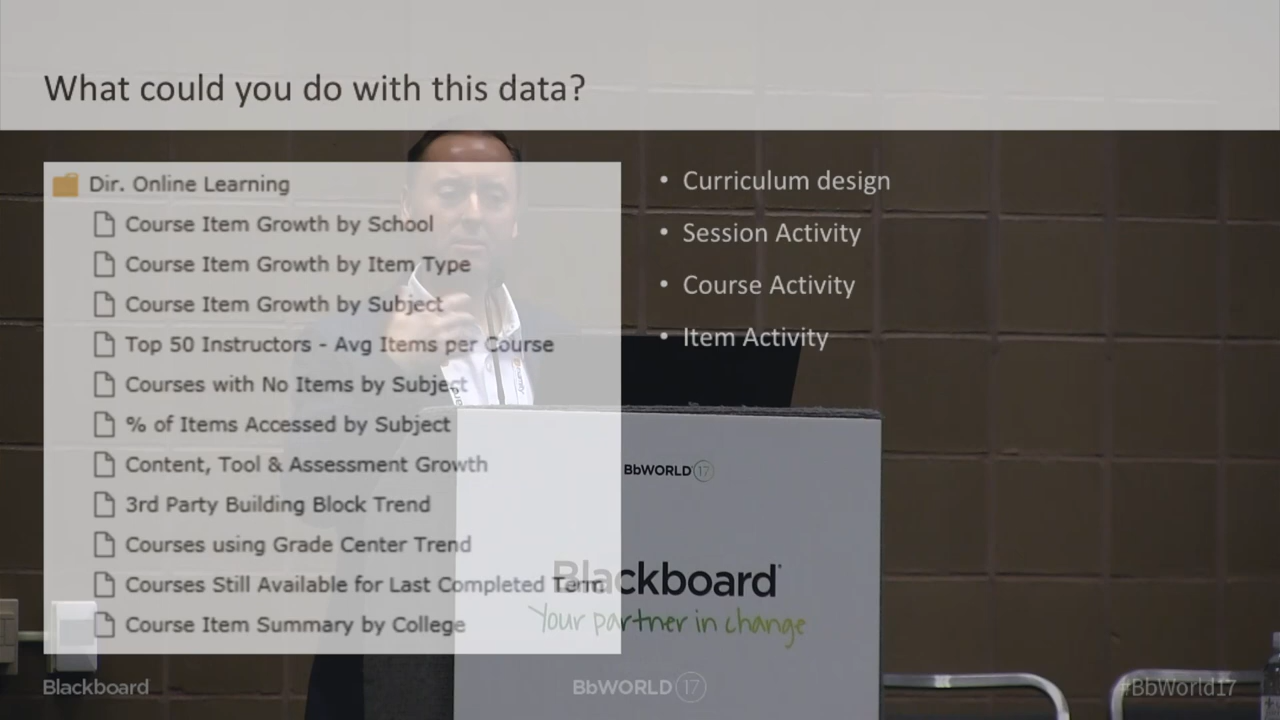 What could you do with this data?
Dir. Online Learning
Course Item Growth by School
Course Item Growth by Item Type
Course Item Growth by Subject
Top 50 Instructors - Avg Items per Course
Courses with No Items by Subject
% of Items Accessed by Subject
Content, Tool & Assessment Growth
3rd Party Building Block Trend
Courses using Grade Center Trend
Courses Still Available for Last Completed Term
Course Item Summary by College
• Curriculum design
• Session Activity
• Course Activity
• Item Activity
BbWORLD 17
Blackboard
Your partner in change
Blackboard
BbWORLD 17
#BbWorld17